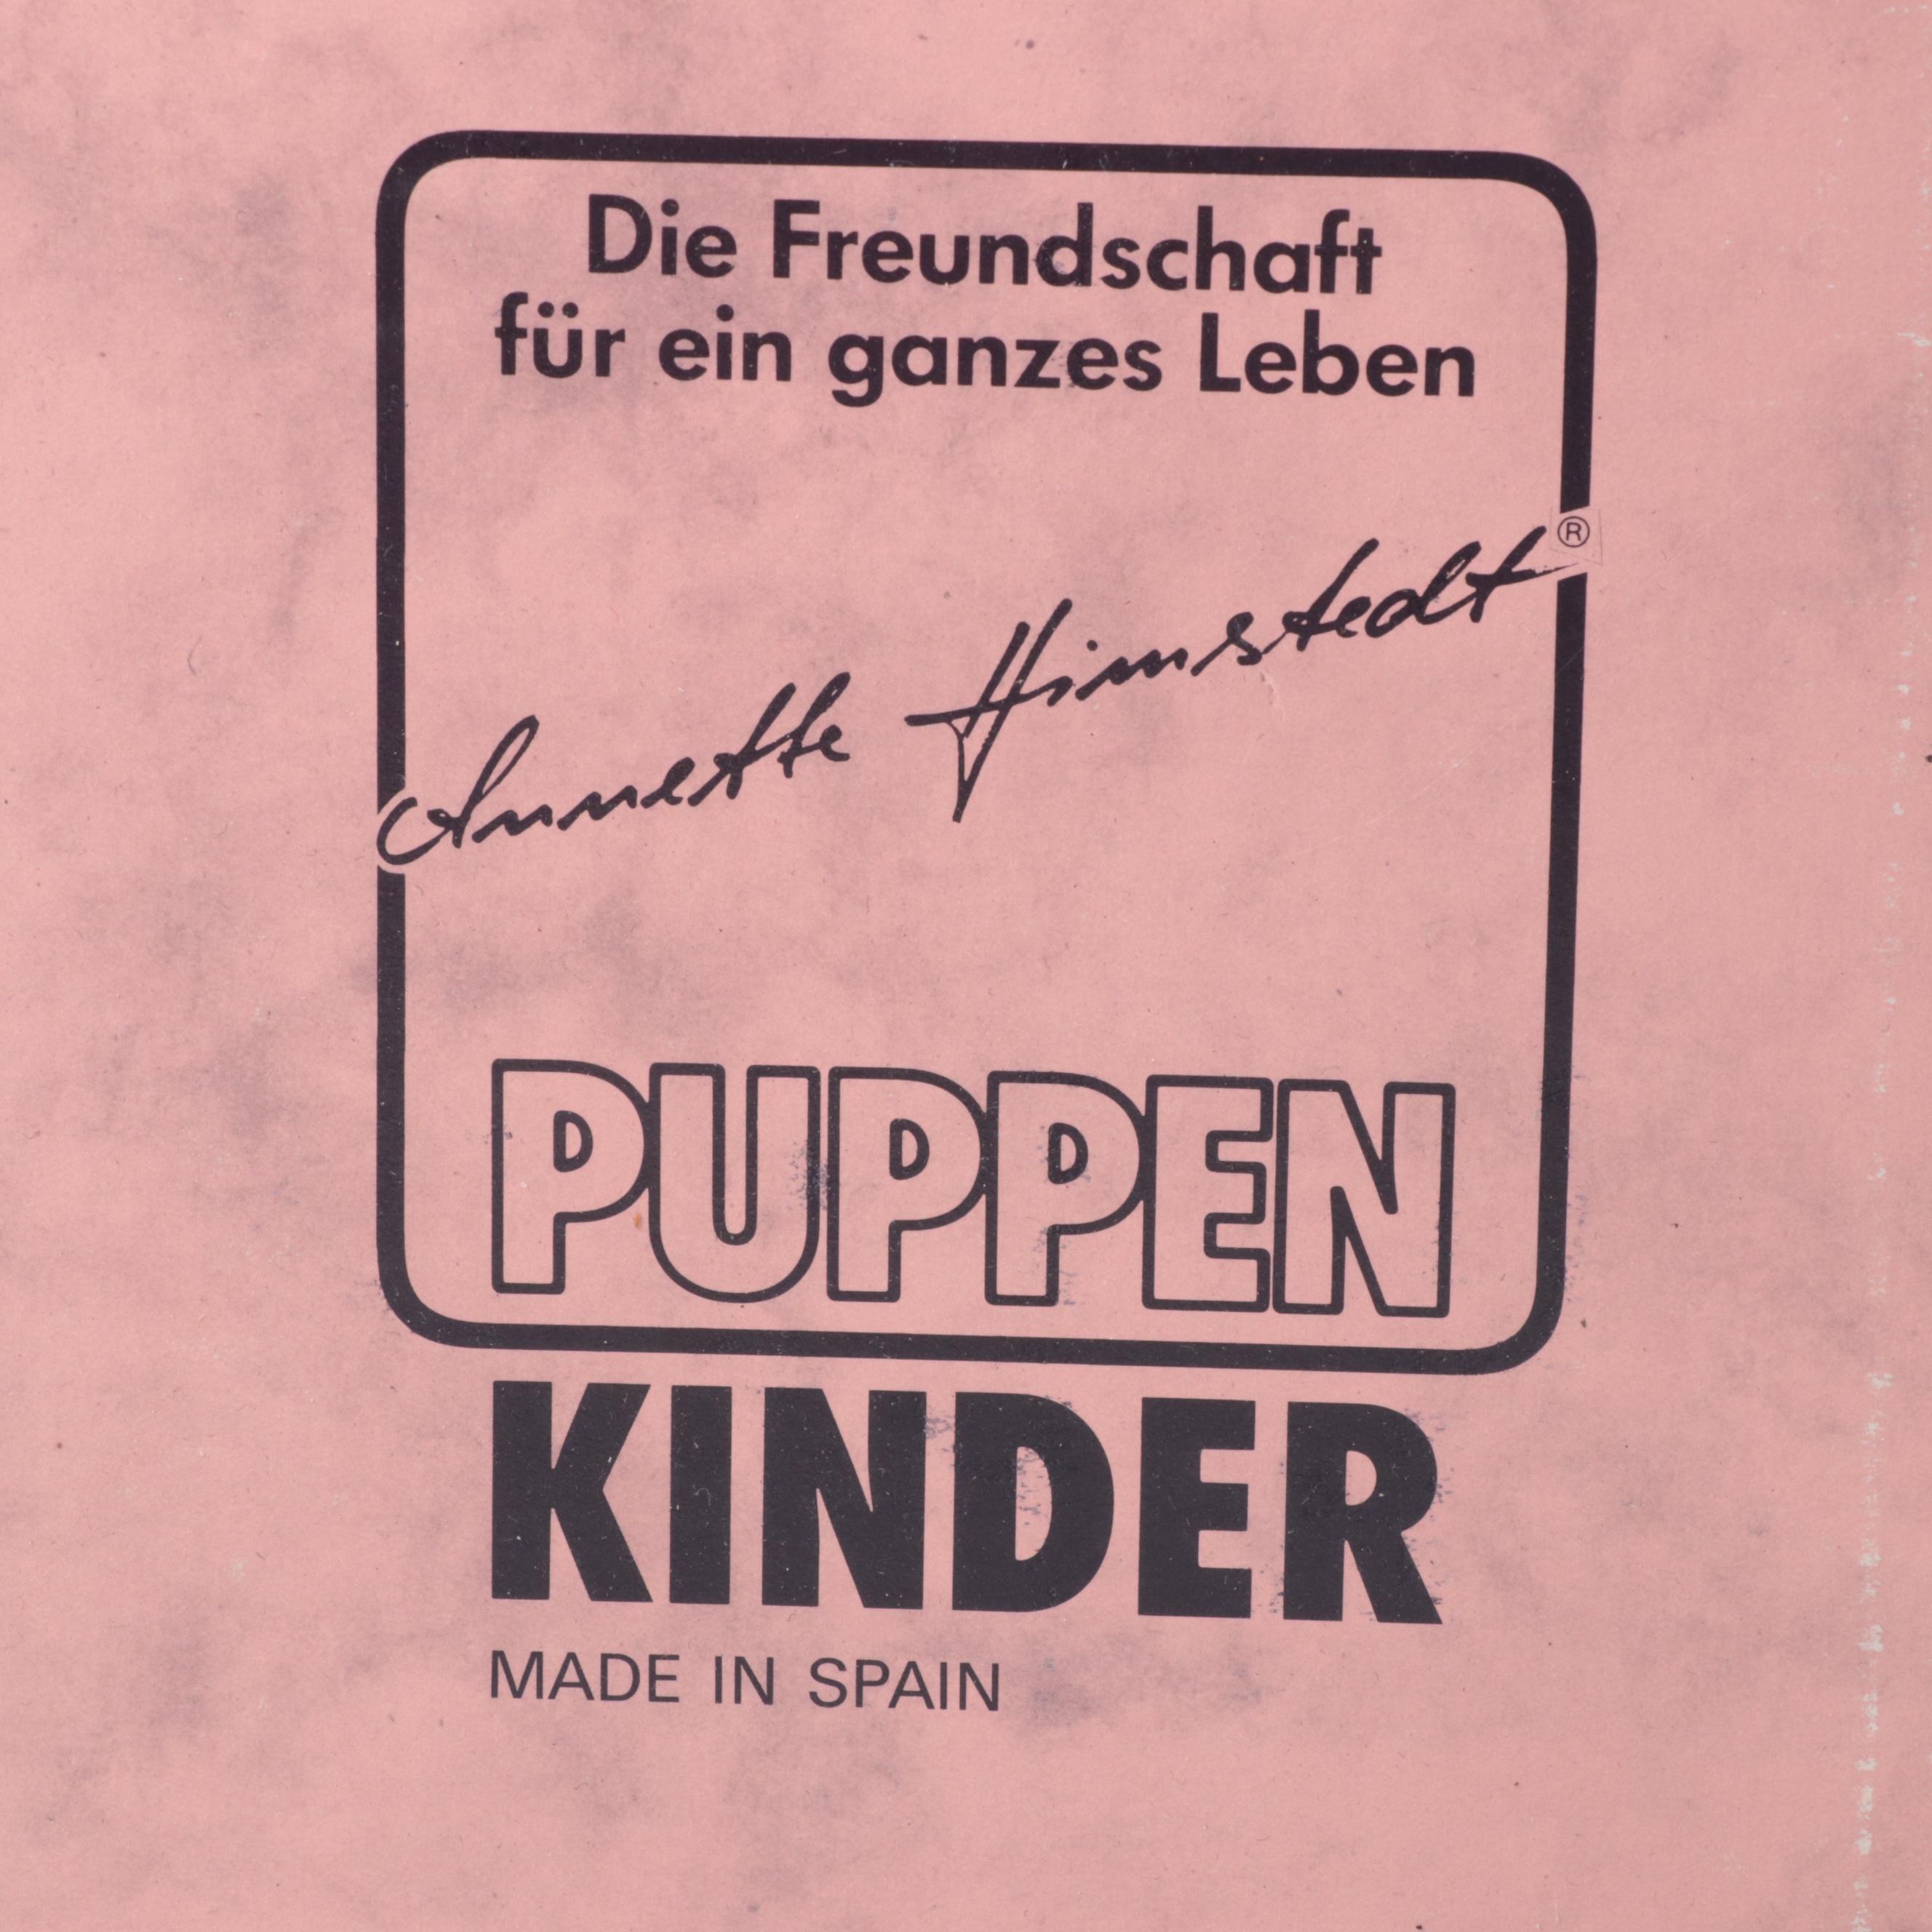 Die Freundschaft
für ein ganzes Leben
Annette Himstedt®
PUPPEN
KINDER
MADE IN SPAIN